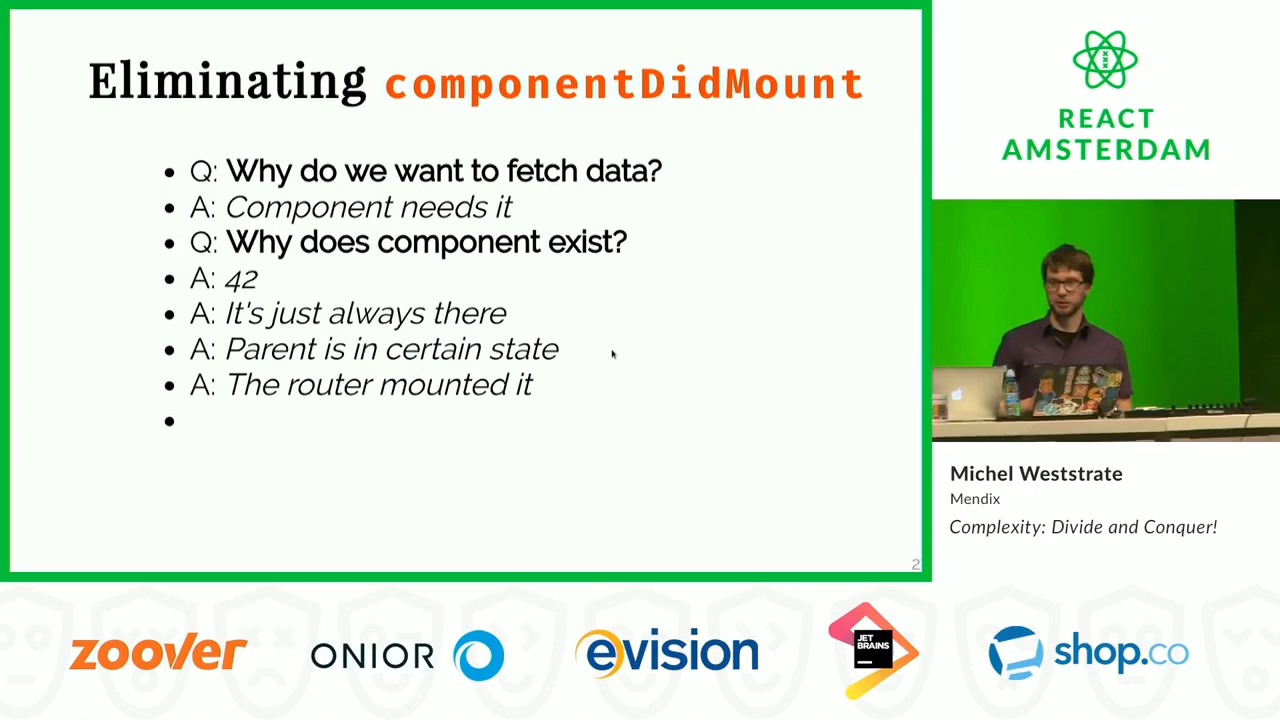 Eliminating componentDidMount
Q: Why do we want to fetch data?
A: Component needs it
Q: Why does component exist?
A: 42
A: It's just always there
A: Parent is in certain state
A: The router mounted it
2
REACT
AMSTERDAM
Michel Weststrate
Mendix
Complexity: Divide and Conquer!
zoover
ONIOR
evision
JET
BRAINS
shop.co